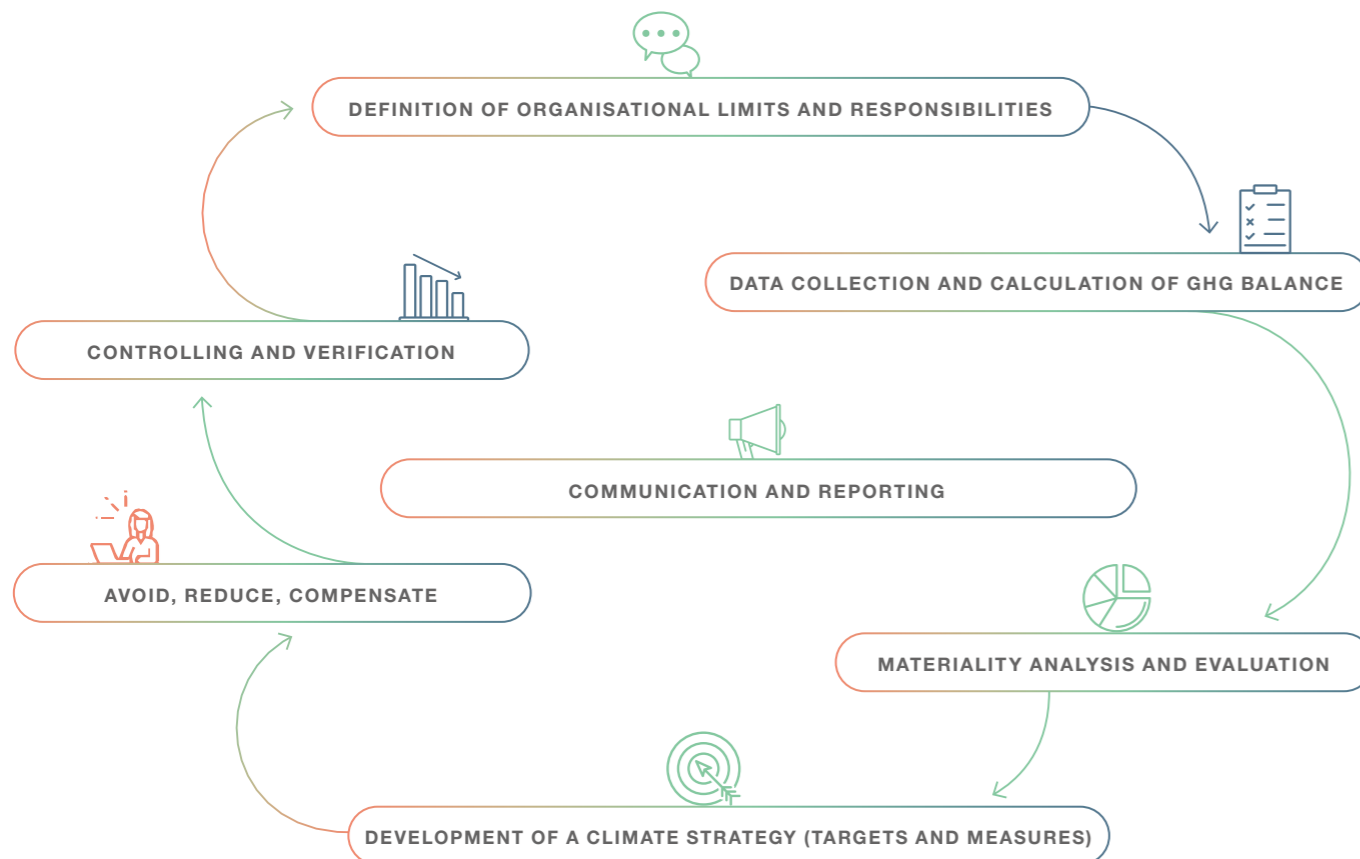 DEFINITION OF ORGANISATIONAL LIMITS AND RESPONSIBILITIES
DATA COLLECTION AND CALCULATION OF GHG BALANCE
CONTROLLING AND VERIFICATION
COMMUNICATION AND REPORTING
AVOID, REDUCE, COMPENSATE
MATERIALITY ANALYSIS AND EVALUATION
DEVELOPMENT OF A CLIMATE STRATEGY (TARGETS AND MEASURES)